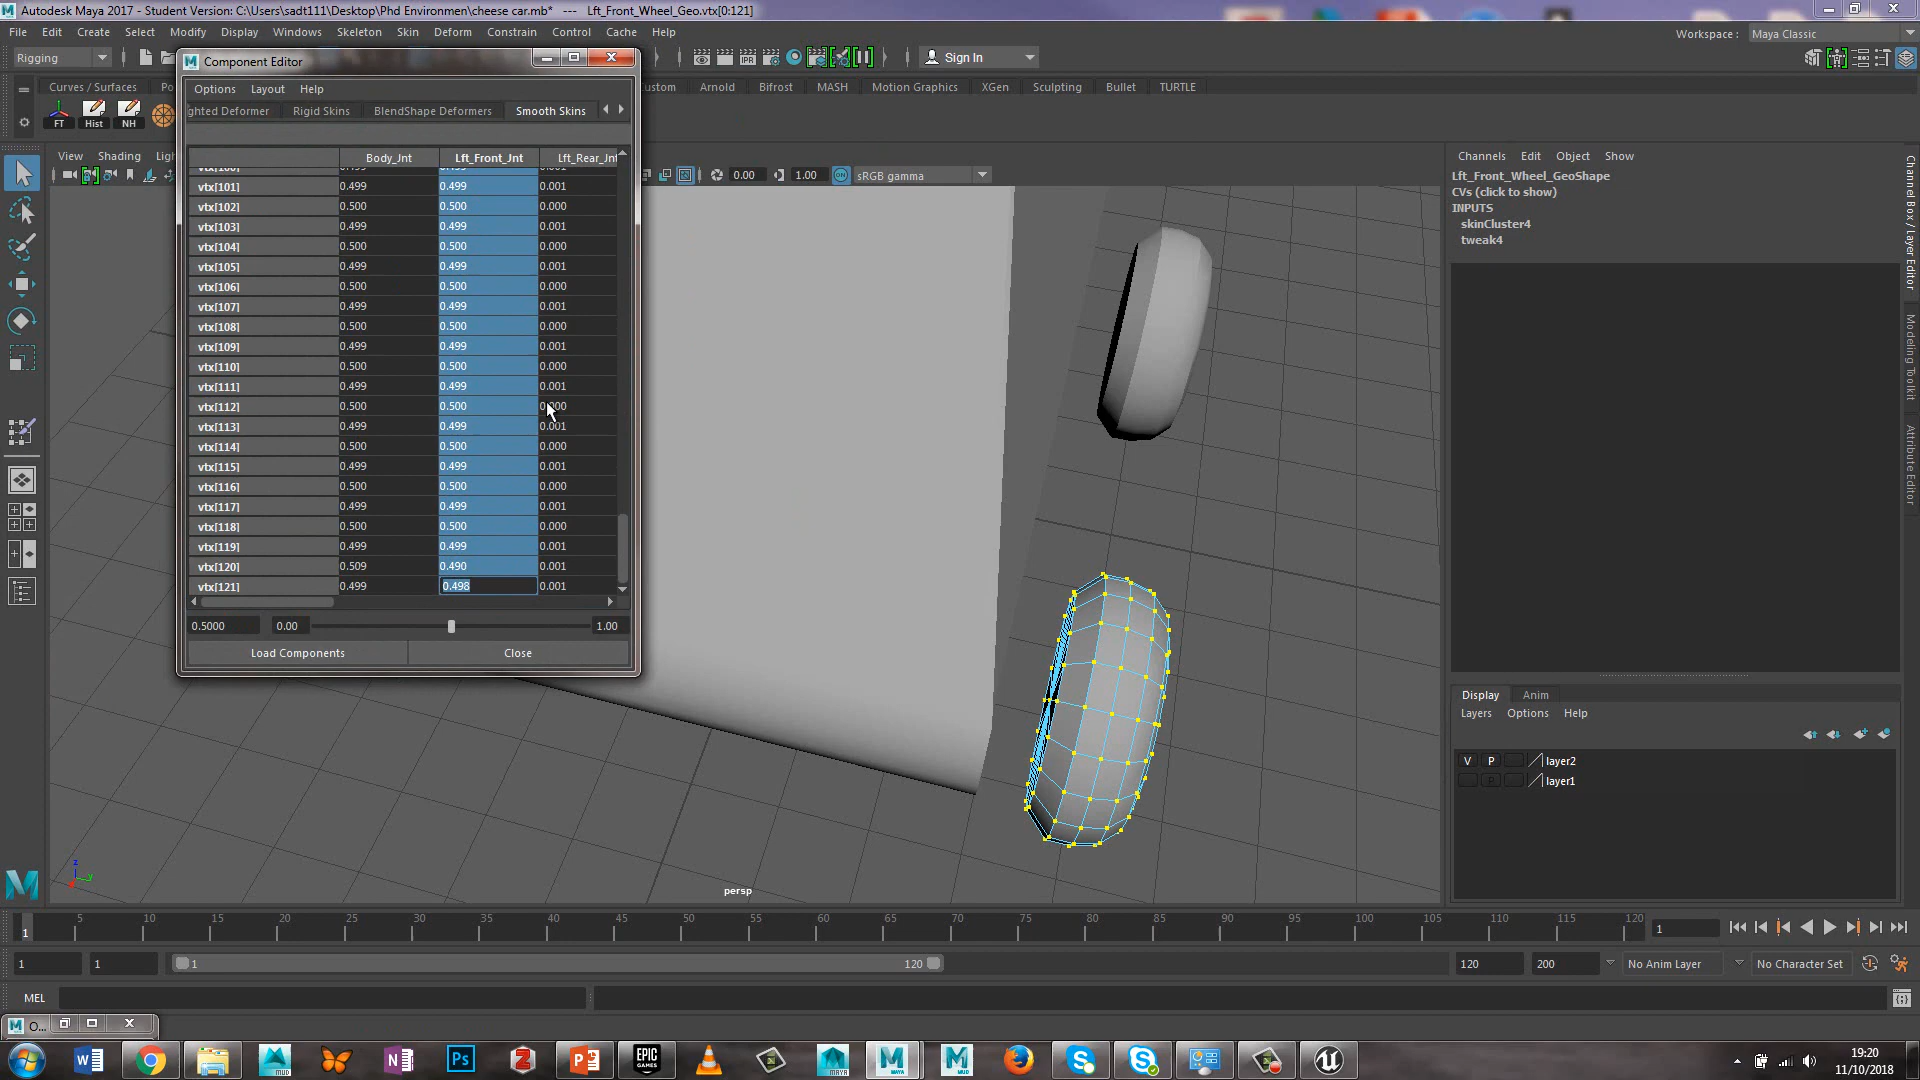 Autodesk Maya 2017 - Student Version: C:\Users\sadt111\Desktop\Phd Environmen\cheese car.mb*   ---   Lft_Front_Wheel_Geo.vtx[0:121]
File Edit Create Select Modify Display Windows Skeleton Skin Deform Constrain Control Cache Help
Workspace : Maya Classic
Rigging
Sign In
Component Editor
Options Layout Help
Curves / Surfaces
Arnold Bifrost MASH Motion Graphics XGen Sculpting Bullet TURTLE
FT Hist NH
ghted Deformer Rigid Skins BlendShape Deformers Smooth Skins
View Shading
0.00 1.00 ON sRGB gamma
Body_Jnt Lft_Front_Jnt Lft_Rear_Jnt
vtx[101] 0.499 0.499 0.001
vtx[102] 0.500 0.500 0.000
vtx[103] 0.499 0.499 0.001
vtx[104] 0.500 0.500 0.000
vtx[105] 0.499 0.499 0.001
vtx[106] 0.500 0.500 0.000
vtx[107] 0.499 0.499 0.001
vtx[108] 0.500 0.500 0.000
vtx[109] 0.499 0.499 0.001
vtx[110] 0.500 0.500 0.000
vtx[111] 0.499 0.499 0.001
vtx[112] 0.500 0.500 0.000
vtx[113] 0.499 0.499 0.001
vtx[114] 0.500 0.500 0.000
vtx[115] 0.499 0.499 0.001
vtx[116] 0.500 0.500 0.000
vtx[117] 0.499 0.499 0.001
vtx[118] 0.500 0.500 0.000
vtx[119] 0.499 0.499 0.001
vtx[120] 0.509 0.490 0.001
vtx[121] 0.499 0.498 0.001
0.5000 0.00 1.00
Load Components Close
Channels Edit Object Show
Lft_Front_Wheel_GeoShape
CVs (click to show)
INPUTS
skinCluster4
tweak4
Channel Box / Layer Editor
Modeling Toolkit
Attribute Editor
Display Anim
Layers Options Help
V P layer2
layer1
persp
1 5 10 15 20 25 30 35 40 45 50 55 60 65 70 75 80 85 90 95 100 105 110 115 120
1
1 1 1 120 120 200 No Anim Layer No Character Set
MEL
O...
19:20
11/10/2018